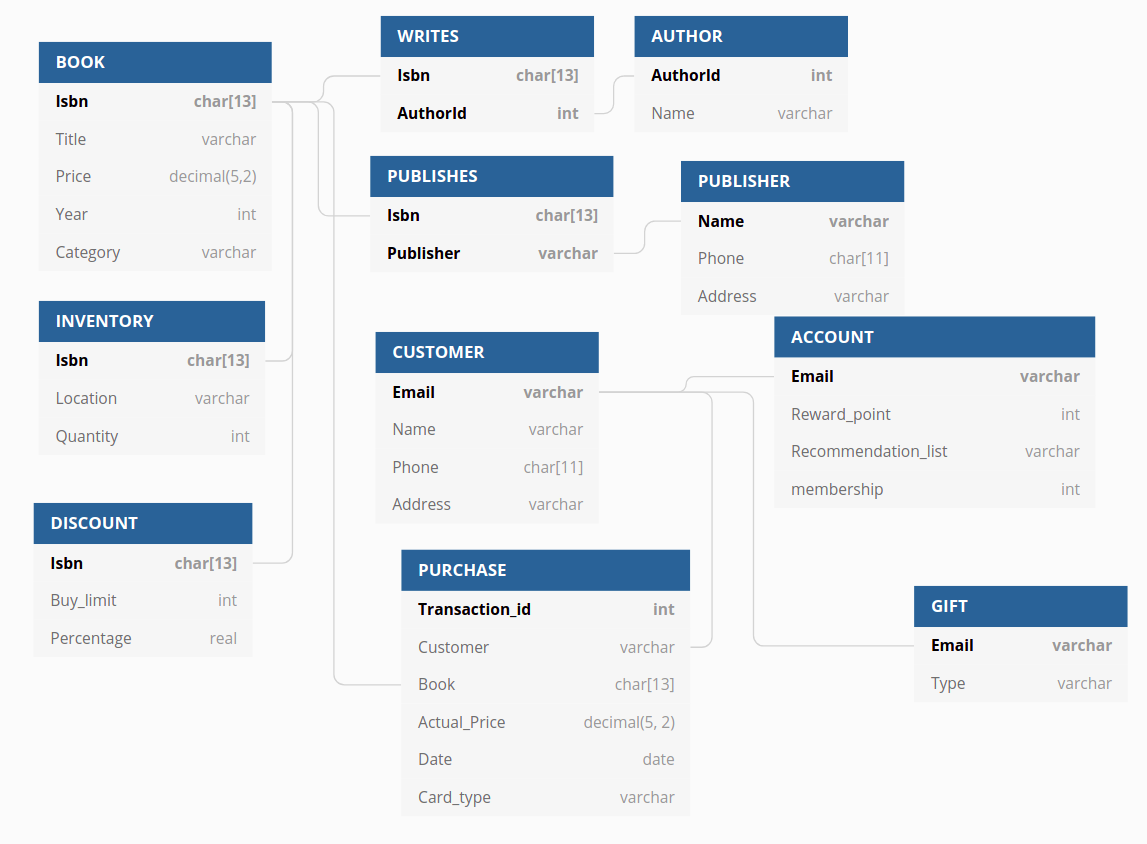 BOOK
Isbn char[13]
Title varchar
Price decimal(5,2)
Year int
Category varchar
WRITES
Isbn char[13]
AuthorId int
AUTHOR
AuthorId int
Name varchar
PUBLISHES
Isbn char[13]
Publisher varchar
PUBLISHER
Name varchar
Phone char[11]
Address varchar
INVENTORY
Isbn char[13]
Location varchar
Quantity int
CUSTOMER
Email varchar
Name varchar
Phone char[11]
Address varchar
ACCOUNT
Email varchar
Reward_point int
Recommendation_list varchar
membership int
DISCOUNT
Isbn char[13]
Buy_limit int
Percentage real
PURCHASE
Transaction_id int
Customer varchar
Book char[13]
Actual_Price decimal(5, 2)
Date date
Card_type varchar
GIFT
Email varchar
Type varchar